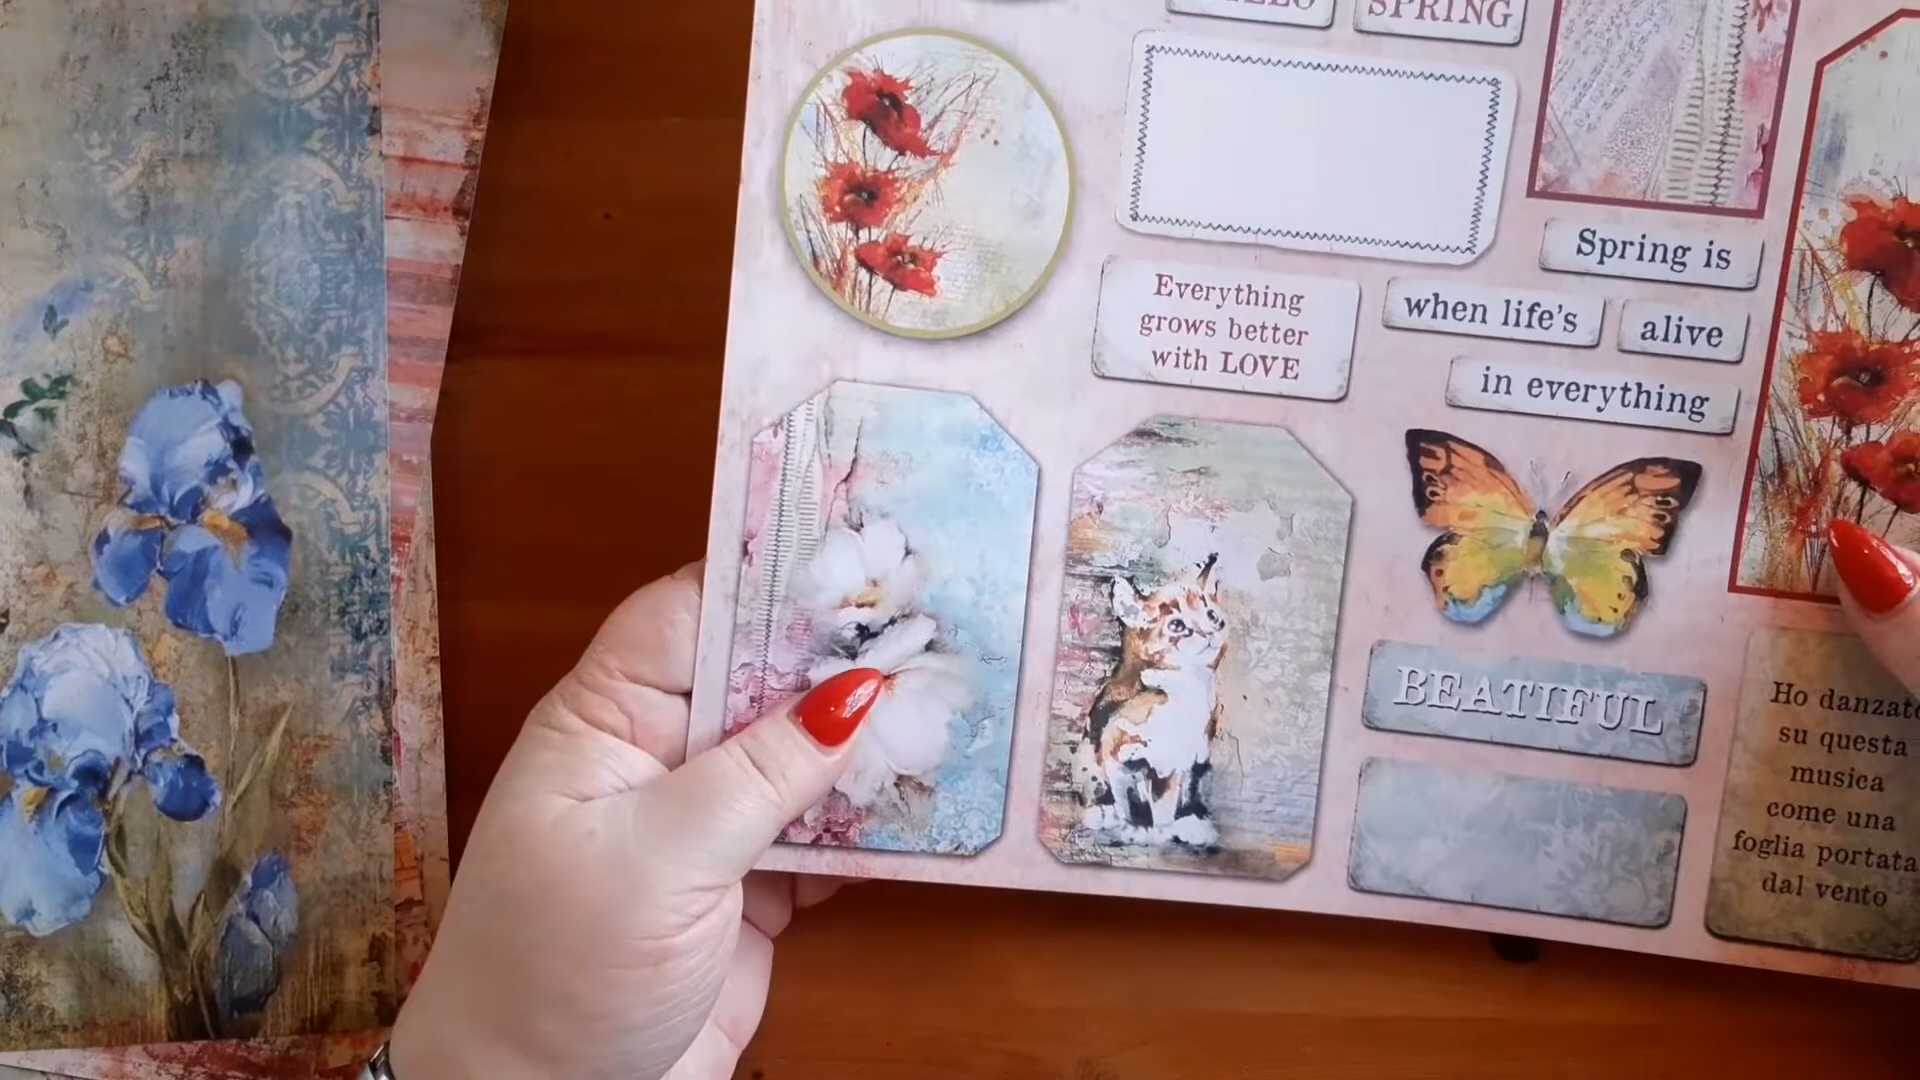 SPRING
Everything
grows better
with LOVE
Spring is
when life's
alive
in everything
BEATIFUL
Ho danzato
su questa
musica
come una
foglia portata
dal vento